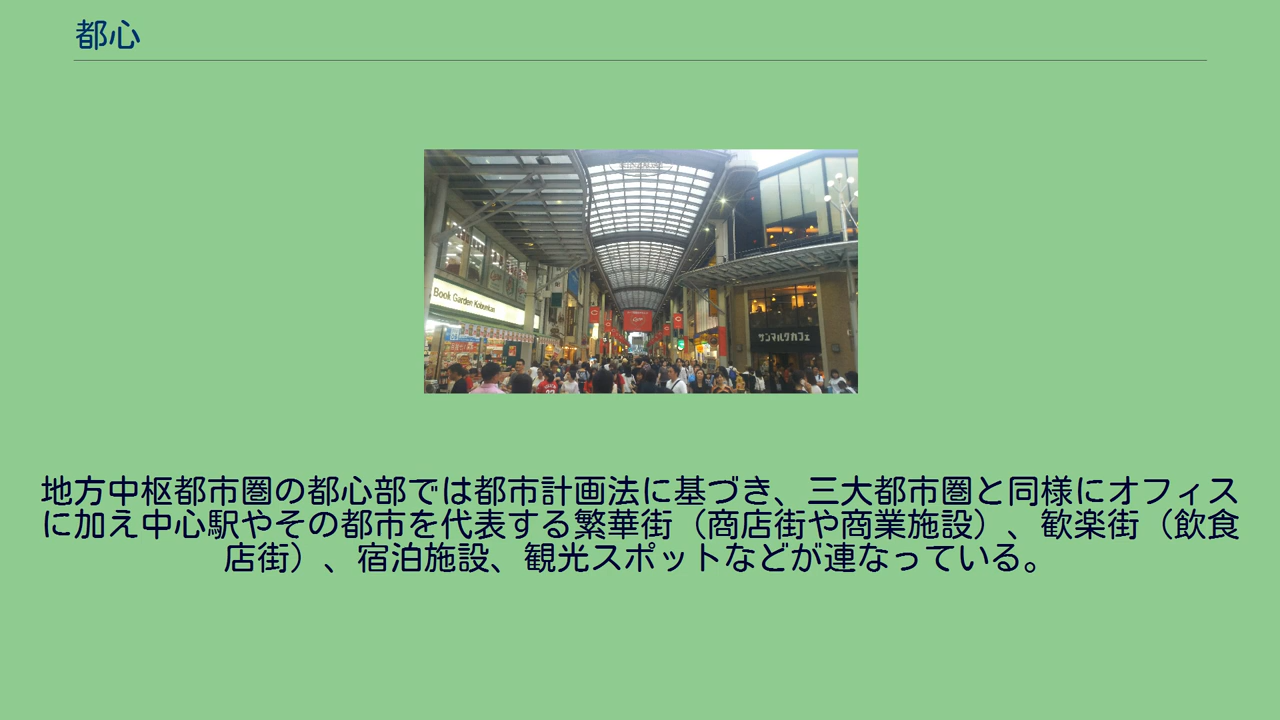 都心
Book Garden Kobunkan
サンマルクカフェ
地方中枢都市圏の都心部では都市計画法に基づき、三大都市圏と同様にオフィス
に加え中心駅やその都市を代表する繁華街（商店街や商業施設）、歓楽街（飲食
店街）、宿泊施設、観光スポットなどが連なっている。